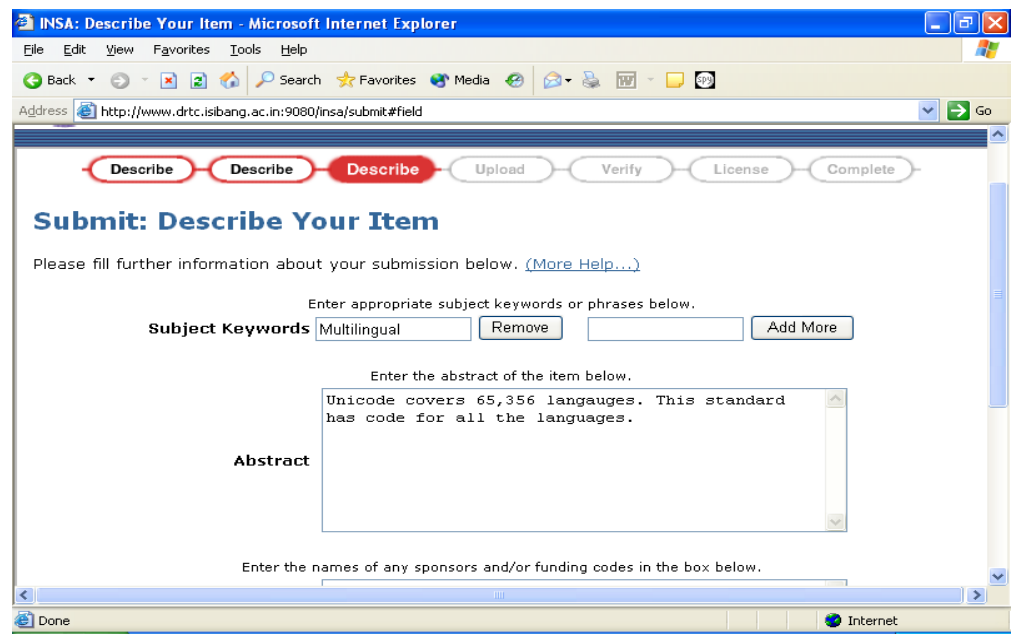 INSA: Describe Your Item - Microsoft Internet Explorer
File Edit View Favorites Tools Help
Back Search Favorites Media
Address http://www.drtc.isibang.ac.in:9080/insa/submit#field Go
Describe Describe Describe Upload Verify License Complete
Submit: Describe Your Item
Please fill further information about your submission below. (More Help...)
Enter appropriate subject keywords or phrases below.
Subject Keywords Multilingual Remove Add More
Enter the abstract of the item below.
Unicode covers 65,356 langauges. This standard
has code for all the languages.
Abstract
Enter the names of any sponsors and/or funding codes in the box below.
Done Internet